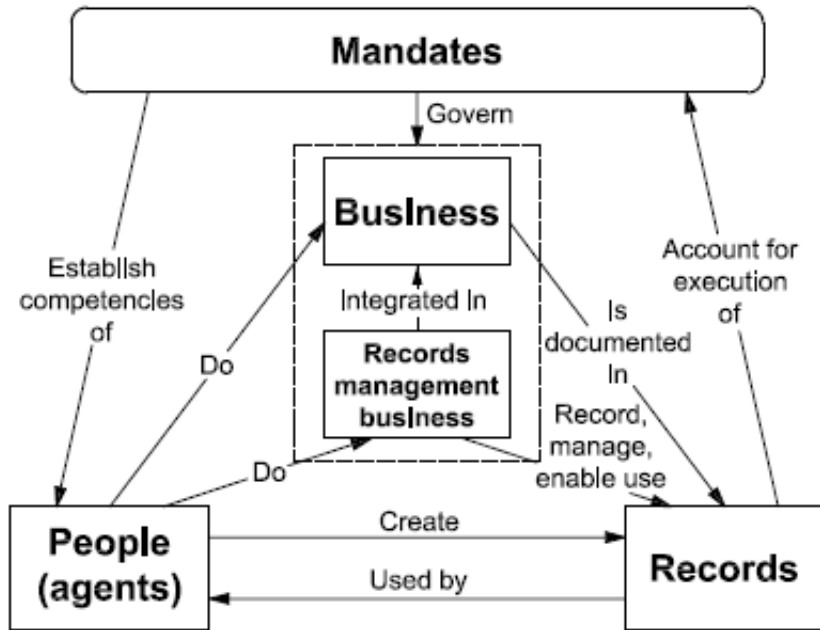 Mandates
Govern
Business
Establish
competencies
of
Account for
execution
of
Integrated In
Is
documented
In
Do
Records
management
business
Record,
manage,
enable use
Do
People
(agents)
Create
Used by
Records